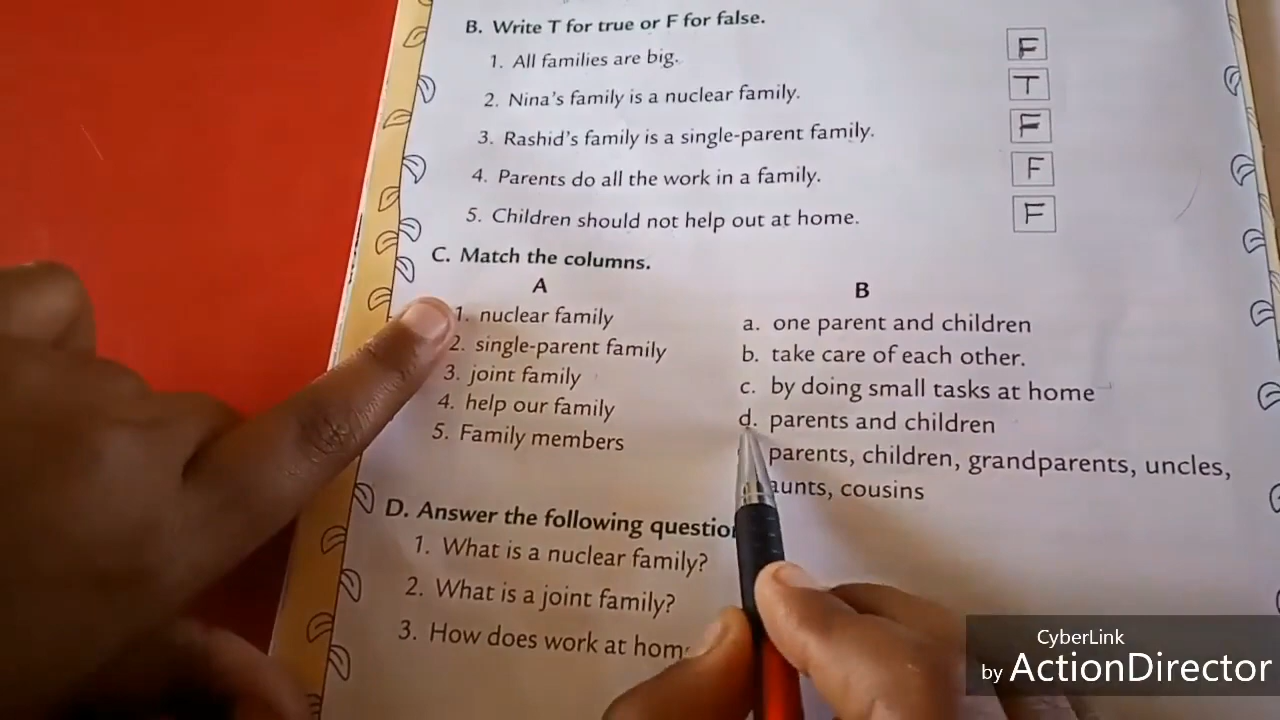 B. Write T for true or F for false.
1. All families are big. F
2. Nina's family is a nuclear family. T
3. Rashid's family is a single-parent family. F
4. Parents do all the work in a family. F
5. Children should not help out at home. F
C. Match the columns.
A B
1. nuclear family a. one parent and children
2. single-parent family b. take care of each other.
3. joint family c. by doing small tasks at home
4. help our family d. parents and children
5. Family members parents, children, grandparents, uncles,
aunts, cousins
D. Answer the following
1. What is a nuclear family?
2. What is a joint family?
3. How does work at
CyberLink
by ActionDirector